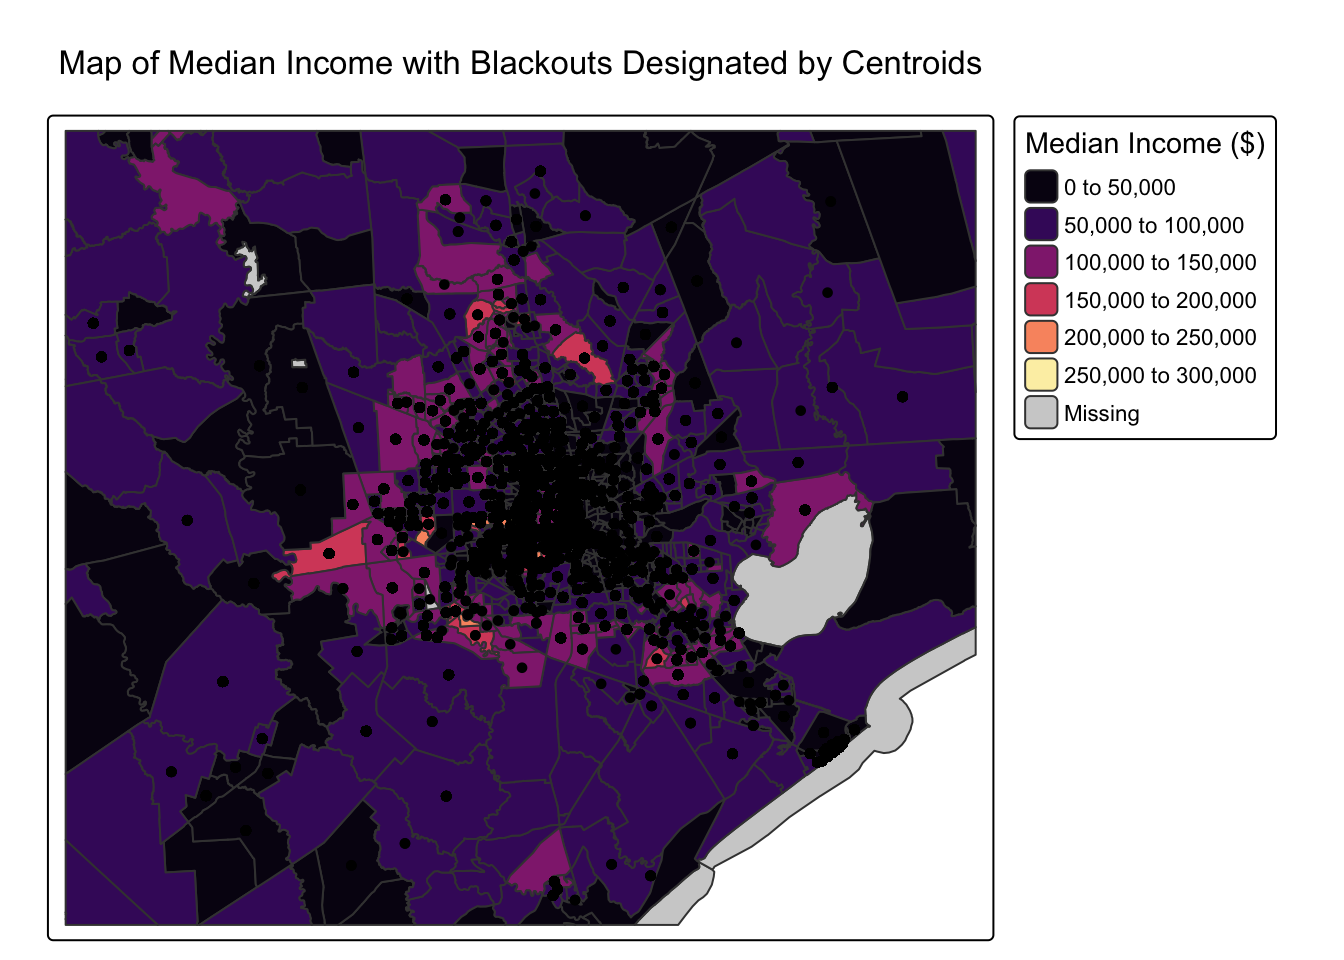 Map of Median Income with Blackouts Designated by Centroids
Median Income ($)
0 to 50,000
50,000 to 100,000
100,000 to 150,000
150,000 to 200,000
200,000 to 250,000
250,000 to 300,000
Missing